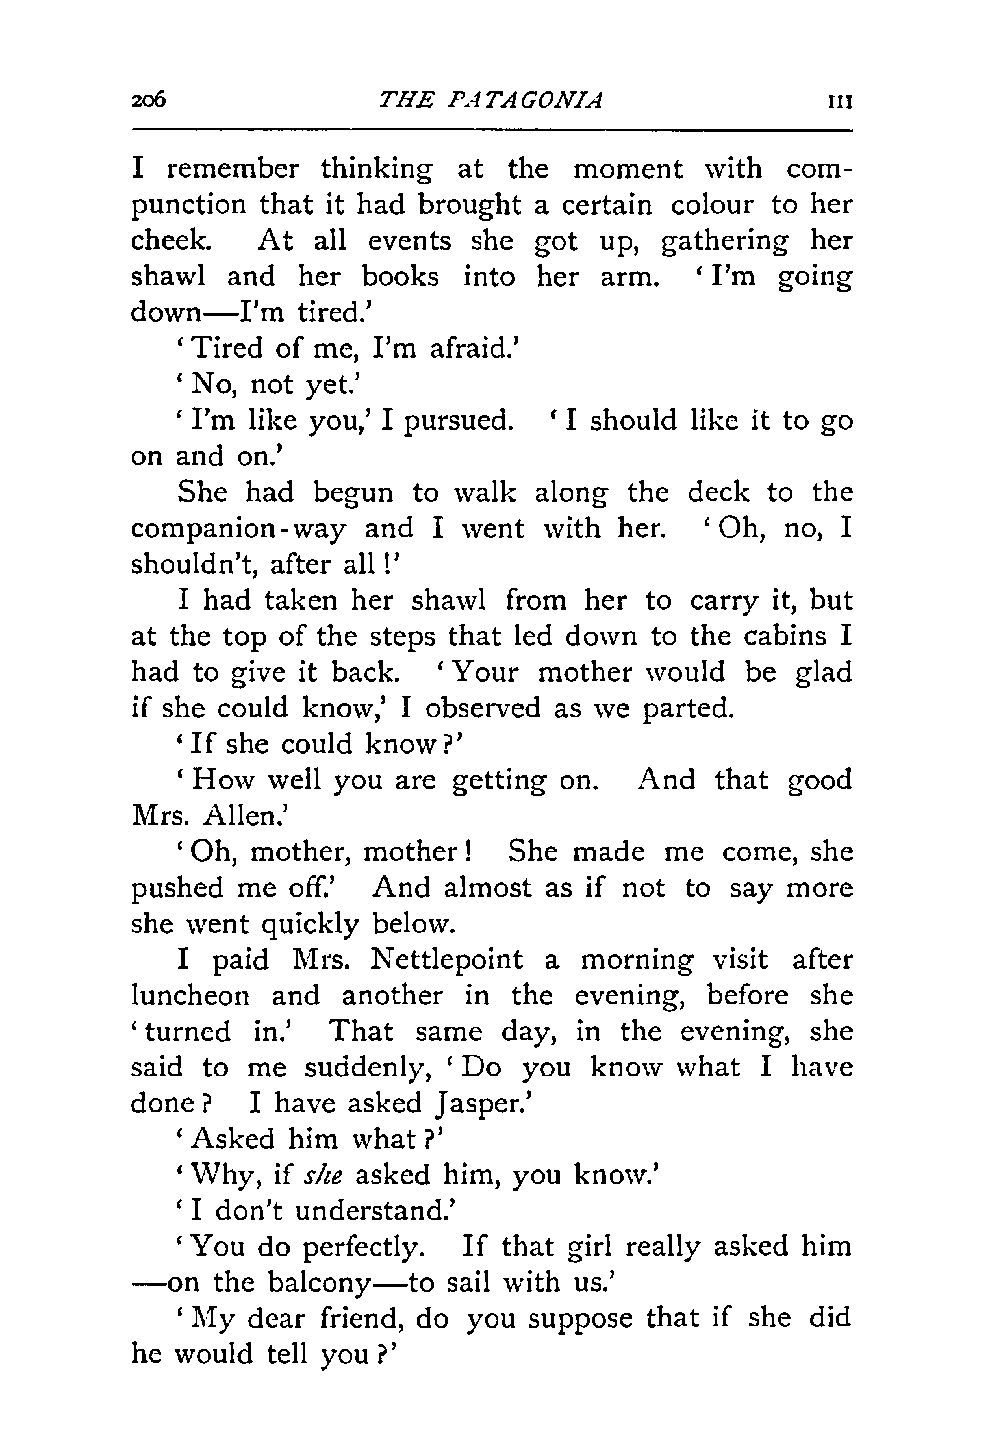 206 THE PATAGONIA III
I remember thinking at the moment with com-
punction that it had brought a certain colour to her
cheek. At all events she got up, gathering her
shawl and her books into her arm. ‘I’m going
down—I’m tired.’
‘Tired of me, I’m afraid.’
‘No, not yet.’
‘I’m like you,’ I pursued. ‘I should like it to go
on and on.’
She had begun to walk along the deck to the
companion-way and I went with her. ‘Oh, no, I
shouldn’t, after all!’
I had taken her shawl from her to carry it, but
at the top of the steps that led down to the cabins I
had to give it back. ‘Your mother would be glad
if she could know,’ I observed as we parted.
‘If she could know?’
‘How well you are getting on. And that good
Mrs. Allen.’
‘Oh, mother, mother! She made me come, she
pushed me off.’ And almost as if not to say more
she went quickly below.
I paid Mrs. Nettlepoint a morning visit after
luncheon and another in the evening, before she
‘turned in.’ That same day, in the evening, she
said to me suddenly, ‘Do you know what I have
done? I have asked Jasper.’
‘Asked him what?’
‘Why, if she asked him, you know.’
‘I don’t understand.’
‘You do perfectly. If that girl really asked him
—on the balcony—to sail with us.’
‘My dear friend, do you suppose that if she did
he would tell you?’